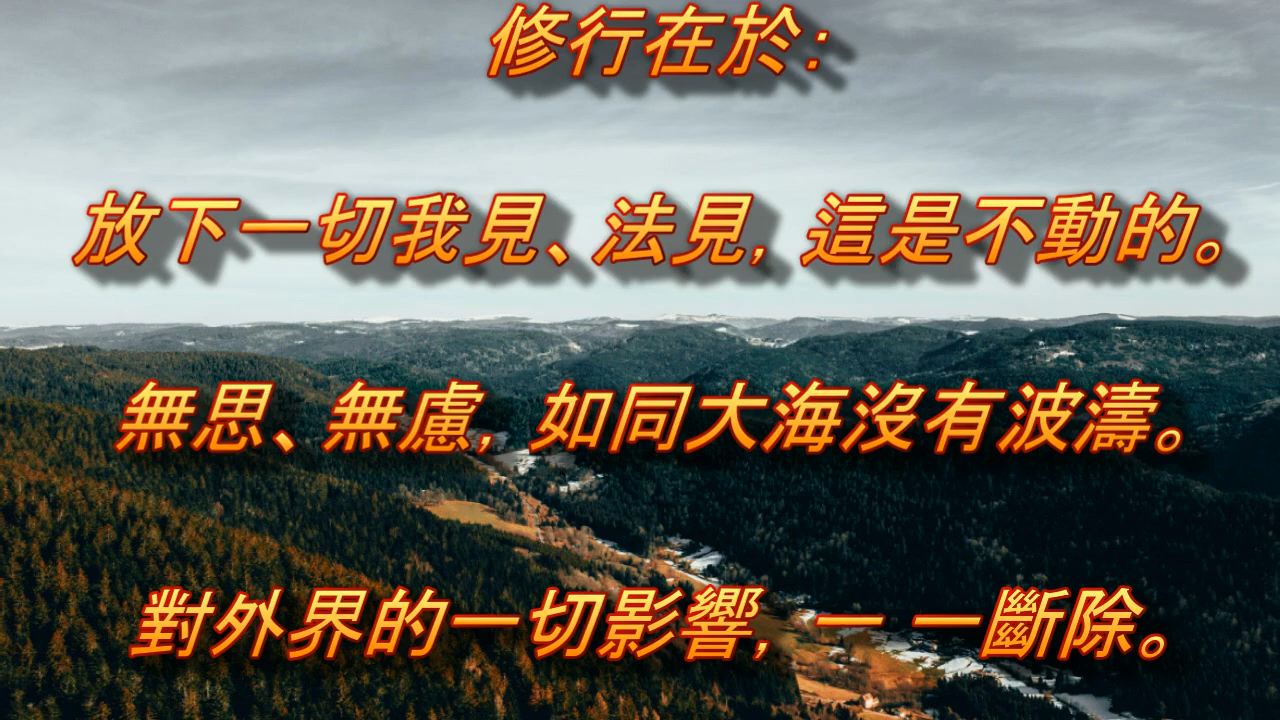 修行在於：
放下一切我見、法見，這是不動的。
無思、無慮，如同大海沒有波濤。
對外界的一切影響，一 一斷除。